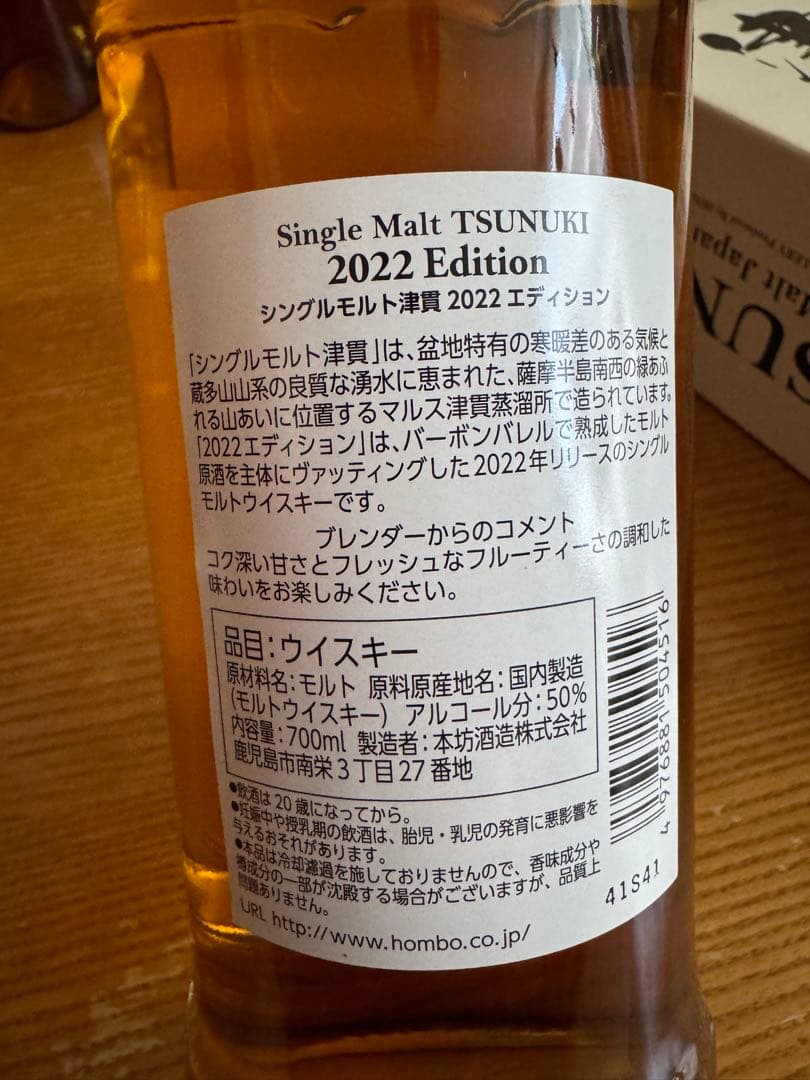 Single Malt TSUNUKI
2022 Edition
シングルモルト津貫 2022 エディション
「シングルモルト津貫」は、盆地特有の寒暖差のある気候と
蔵多山山系の良質な湧水に恵まれた、薩摩半島南西の緑あふ
れる山あいに位置するマルス津貫蒸溜所で造られています。
「2022エディション」は、バーボンバレルで熟成したモルト
原酒を主体にヴァッティングした2022年リリースのシングル
モルトウイスキーです。
ブレンダーからのコメント
コク深い甘さとフレッシュなフルーティーさの調和した
味わいをお楽しみください。
品目：ウイスキー
原材料名：モルト 原料原産地名：国内製造
(モルトウイスキー) アルコール分：50%
内容量：700ml 製造者：本坊酒造株式会社
鹿児島市南栄3丁目27番地
●飲酒は20歳になってから。
●妊娠中や授乳期の飲酒は、胎児・乳児の発育に悪影響を
与えるおそれがあります。
●本品は冷却濾過を施しておりませんので、香味成分や
樽成分の一部が沈殿する場合がございますが、品質上
問題ありません。
URL http://www.hombo.co.jp/
4 976881 504516
41S41
SUN
Malt Japan